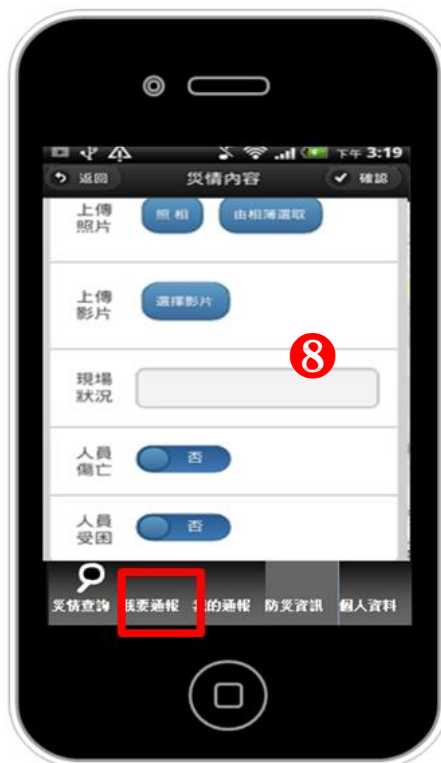 下午 3:19
返回 災情內容 確認
上傳
照片
照相 由相簿選取
上傳
影片
選擇影片
8
現場
狀況
人員
傷亡
否
人員
受困
否
災情查詢 我要通報 我的通報 防災資訊 個人資料